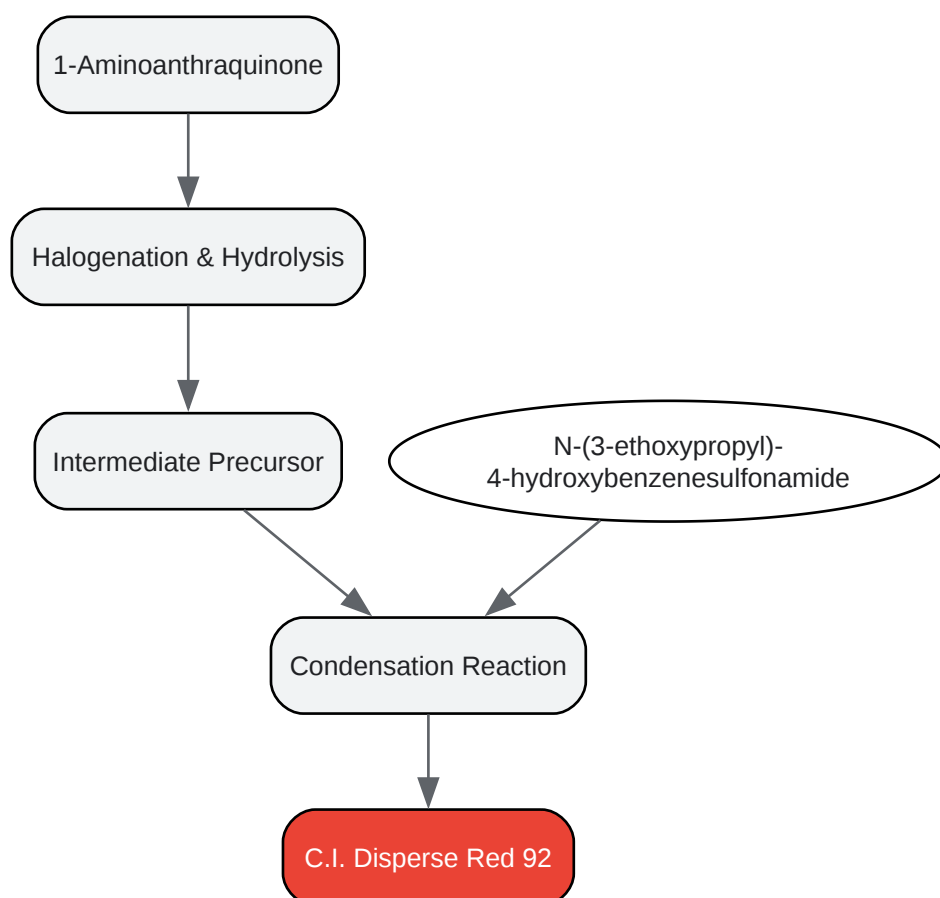 1-Aminoanthraquinone
Halogenation & Hydrolysis
Intermediate Precursor
N-(3-ethoxypropyl)-
4-hydroxybenzenesulfonamide
Condensation Reaction
C.I. Disperse Red 92